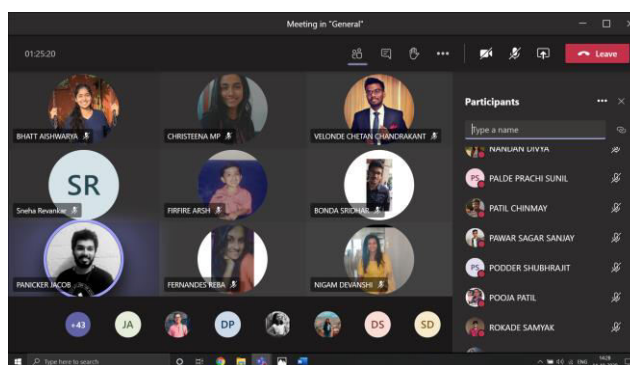 Meeting in "General"
01:25:20
Leave
BHATT AISHWARYA
CHRISTEENA MP
VELONDE CHETAN CHANDRAKANT
SR
Sneha Revankar
FIRFIRE ARSH
BONDA SRIDHAR
PANICKER JACOB
FERNANDES REBA
NIGAM DEVANSHI
+43
JA
DP
DS
SD
Participants
Type a name
NANDAN DIVYA
PS PALDE PRACHI SUNIL
PATIL CHINMAY
PAWAR SAGAR SANJAY
PS PODDER SHUBHRAJIT
POOJA PATIL
ROKADE SAMYAK
Type here to search
ENG
14:28